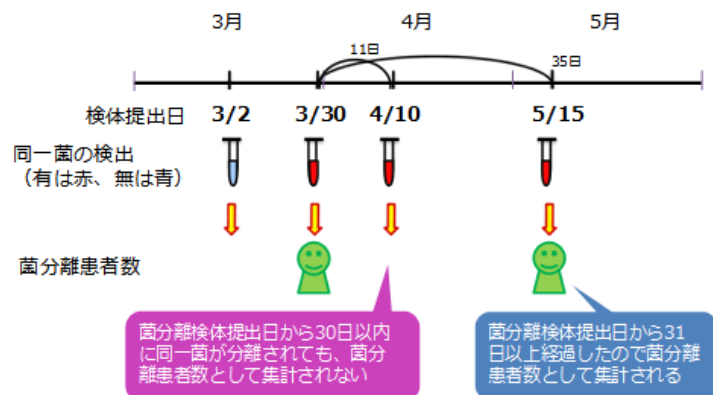 3月 4月 5月
11日
35日
検体提出日 3/2 3/30 4/10 5/15
同一菌の検出
（有は赤、無は青）
菌分離患者数
菌分離検体提出日から30日以内
に同一菌が分離されても、菌分
離患者数として集計されない
菌分離検体提出日から31
日以上経過したので菌分離
患者数として集計される